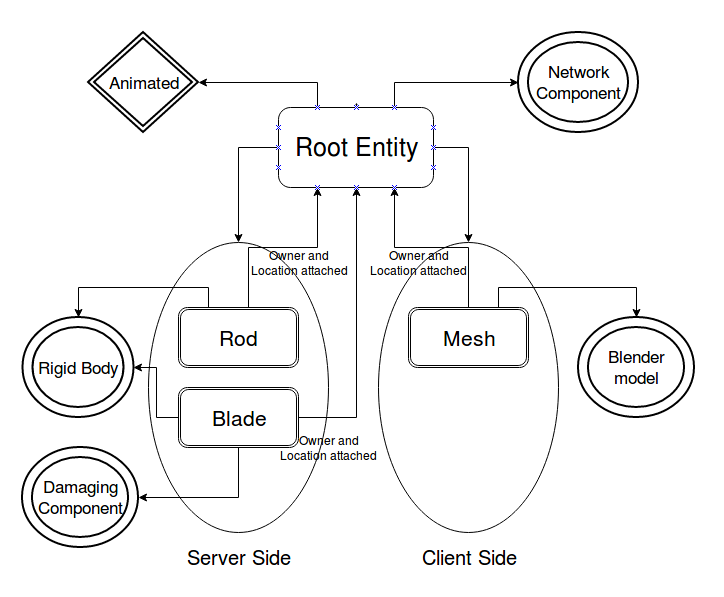 Animated
Network
Component
Root Entity
Owner and
Location attached
Owner and
Location attached
Rod
Mesh
Rigid Body
Blender
model
Blade
Owner and
Location attached
Damaging
Component
Server Side
Client Side